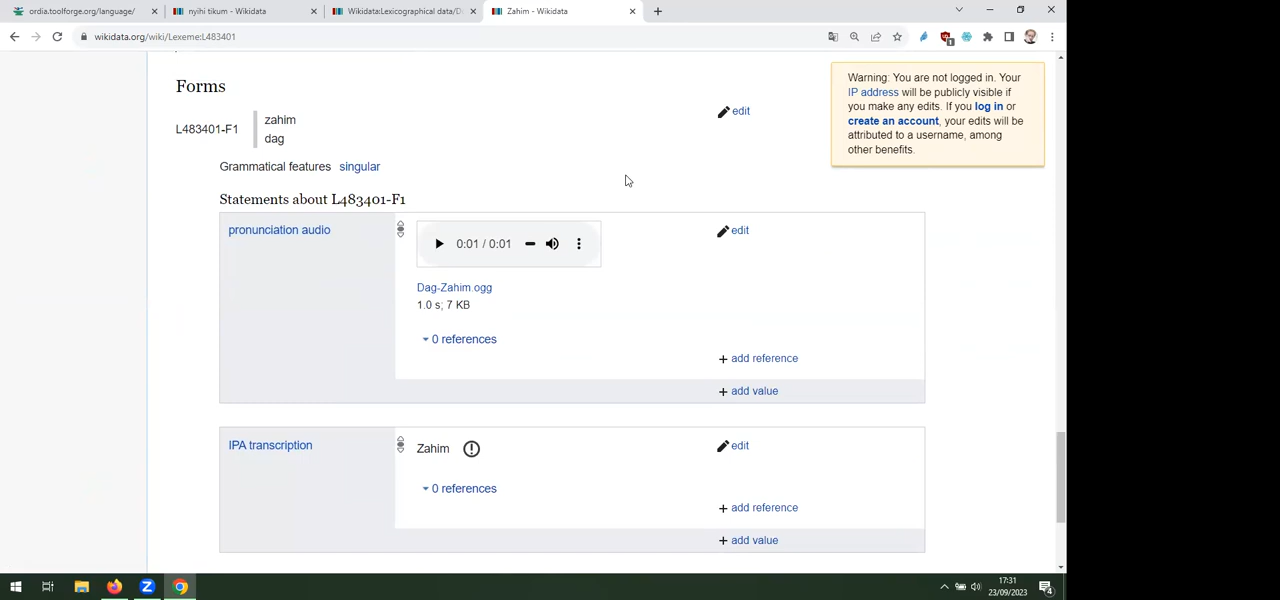 ordia.toolforge.org/language/
nyihi tikum - Wikidata
Wikidata:Lexicographical data/D
Zahim - Wikidata
wikidata.org/wiki/Lexeme:L483401
1
Forms
Warning: You are not logged in. Your
IP address will be publicly visible if
you make any edits. If you log in or
create an account, your edits will be
attributed to a username, among
other benefits.
edit
L483401-F1
zahim
dag
Grammatical features singular
Statements about L483401-F1
pronunciation audio
0:01 / 0:01
edit
Dag-Zahim.ogg
1.0 s; 7 KB
0 references
+ add reference
+ add value
IPA transcription
Zahim
edit
0 references
+ add reference
+ add value
17:31
23/09/2023
4